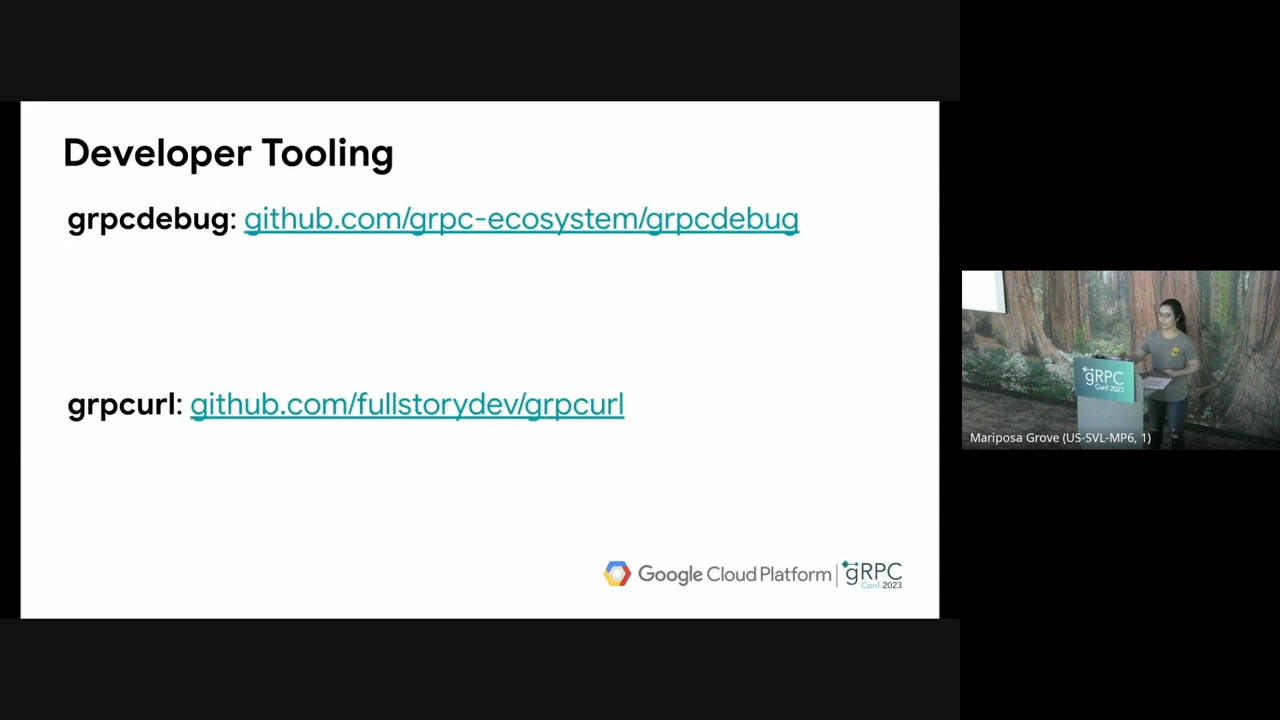 Developer Tooling
grpcdebug: github.com/grpc-ecosystem/grpcdebug
grpcurl: github.com/fullstorydev/grpcurl
Google Cloud Platform
gRPC
Conf 2023
gRPC
Conf 2023
Mariposa Grove (US-SVL-MP6, 1)